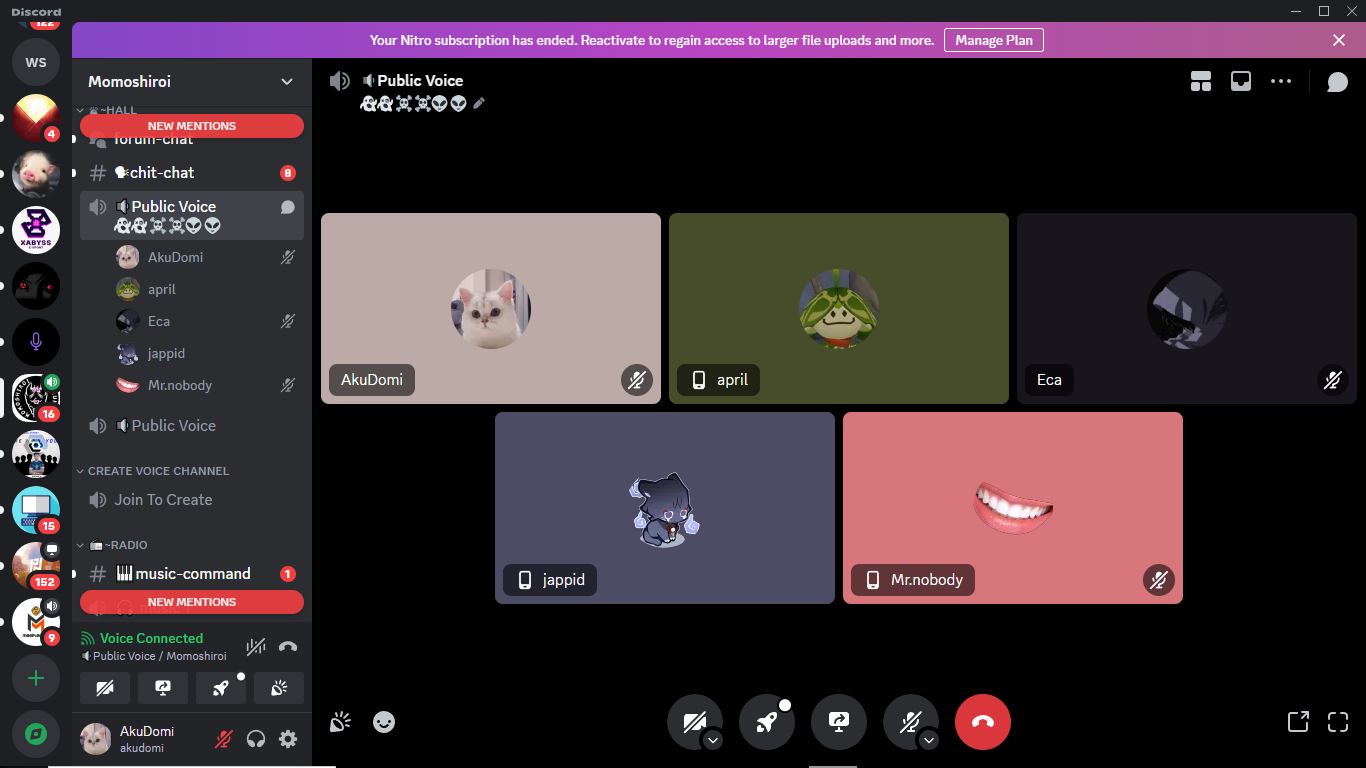 Discord
122
Your Nitro subscription has ended. Reactivate to regain access to larger file uploads and more.
Manage Plan
WS
4
XABYSS
16
15
152
9
Momoshiroi
~HALL
NEW MENTIONS
forum-chat
chit-chat
8
Public Voice
AkuDomi
april
Eca
jappid
Mr.nobody
Public Voice
CREATE VOICE CHANNEL
Join To Create
~RADIO
music-command
1
NEW MENTIONS
Voice Connected
Public Voice / Momoshiroi
AkuDomi
akudomi
Public Voice
AkuDomi
april
Eca
jappid
Mr.nobody